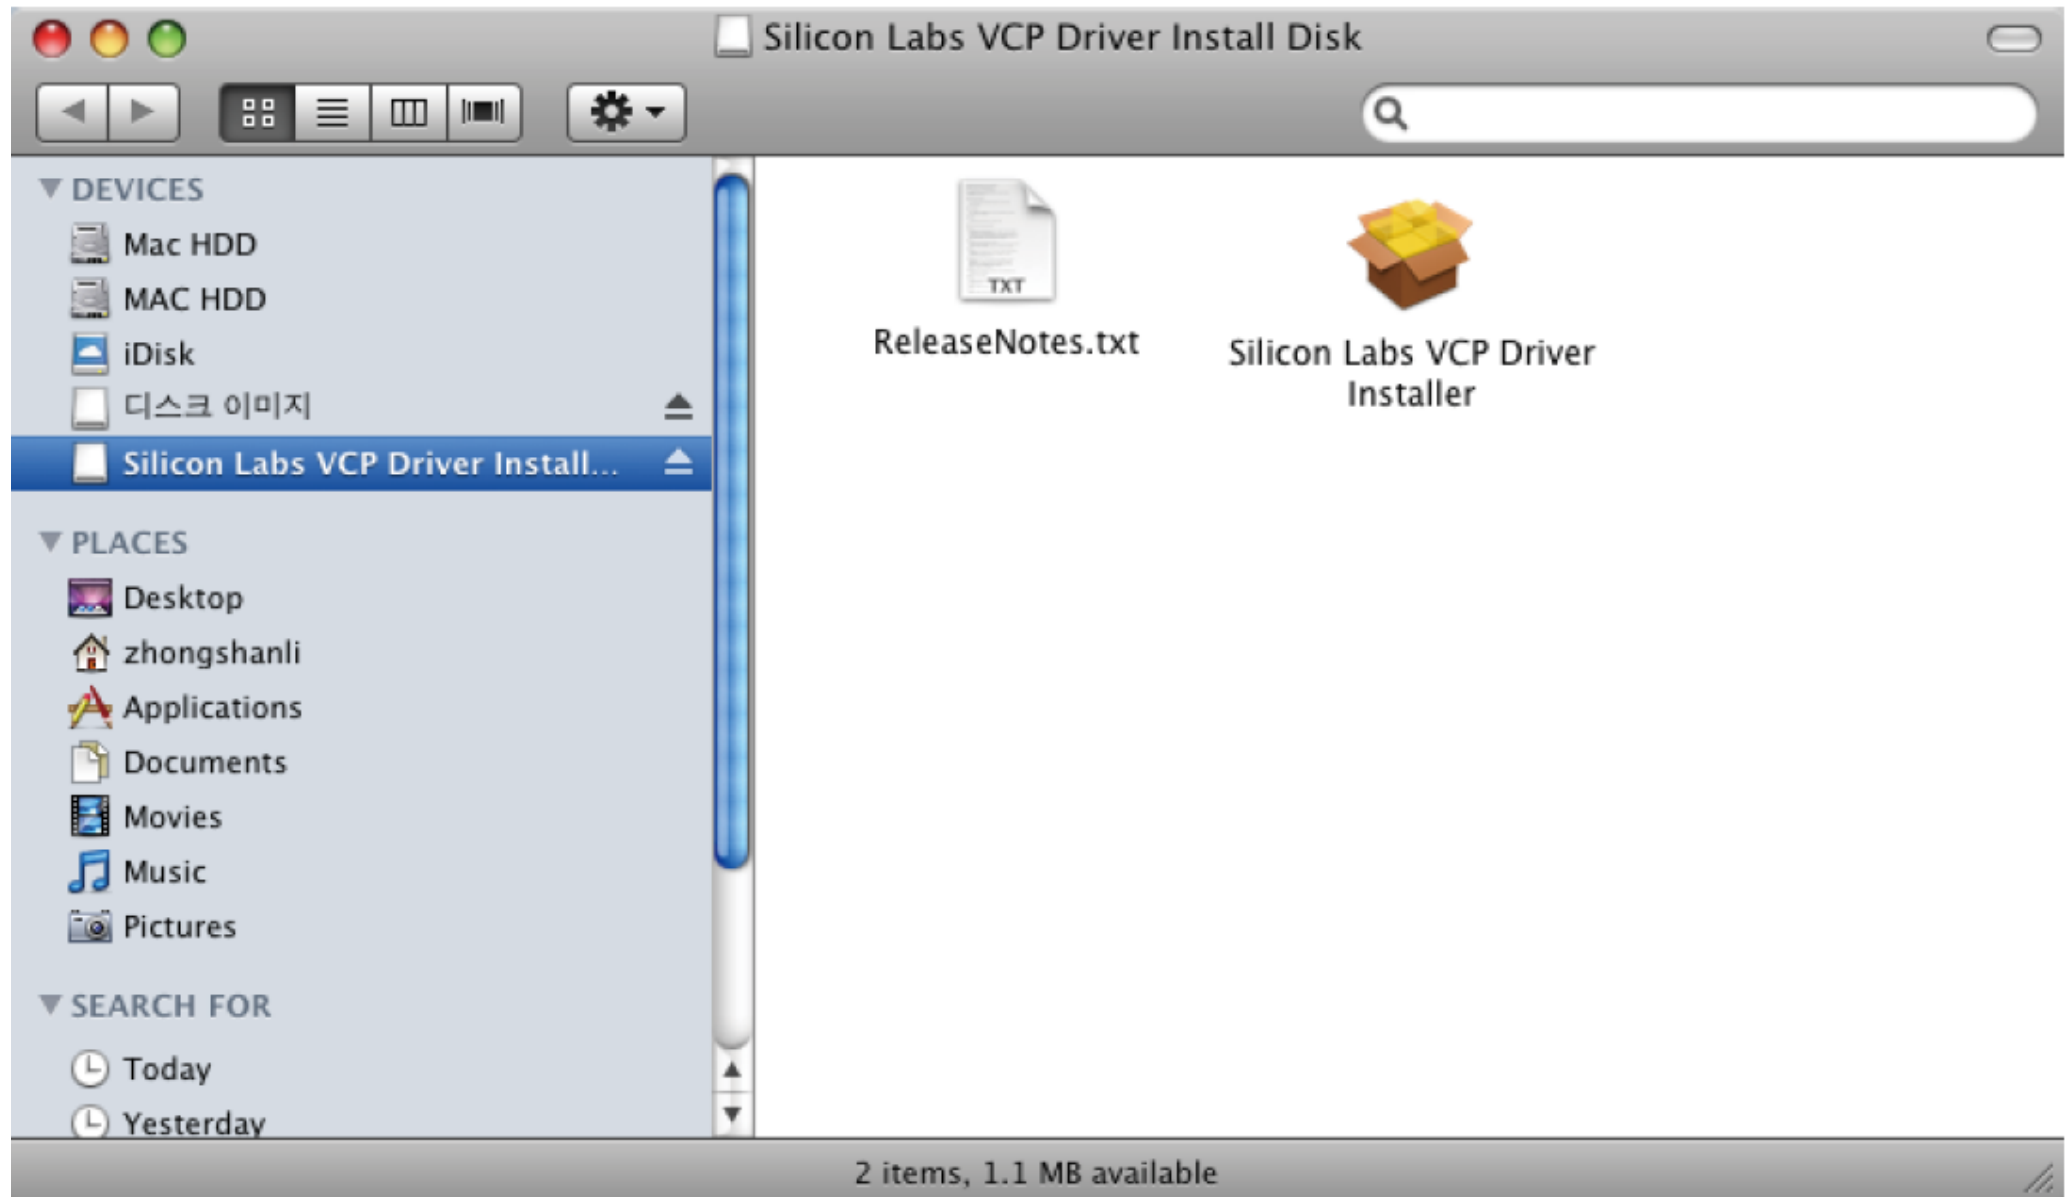 Silicon Labs VCP Driver Install Disk
DEVICES
Mac HDD
MAC HDD
iDisk
디스크 이미지
Silicon Labs VCP Driver Install...
PLACES
Desktop
zhongshanli
Applications
Documents
Movies
Music
Pictures
SEARCH FOR
Today
Yesterday
TXT
ReleaseNotes.txt
Silicon Labs VCP Driver
Installer
2 items, 1.1 MB available